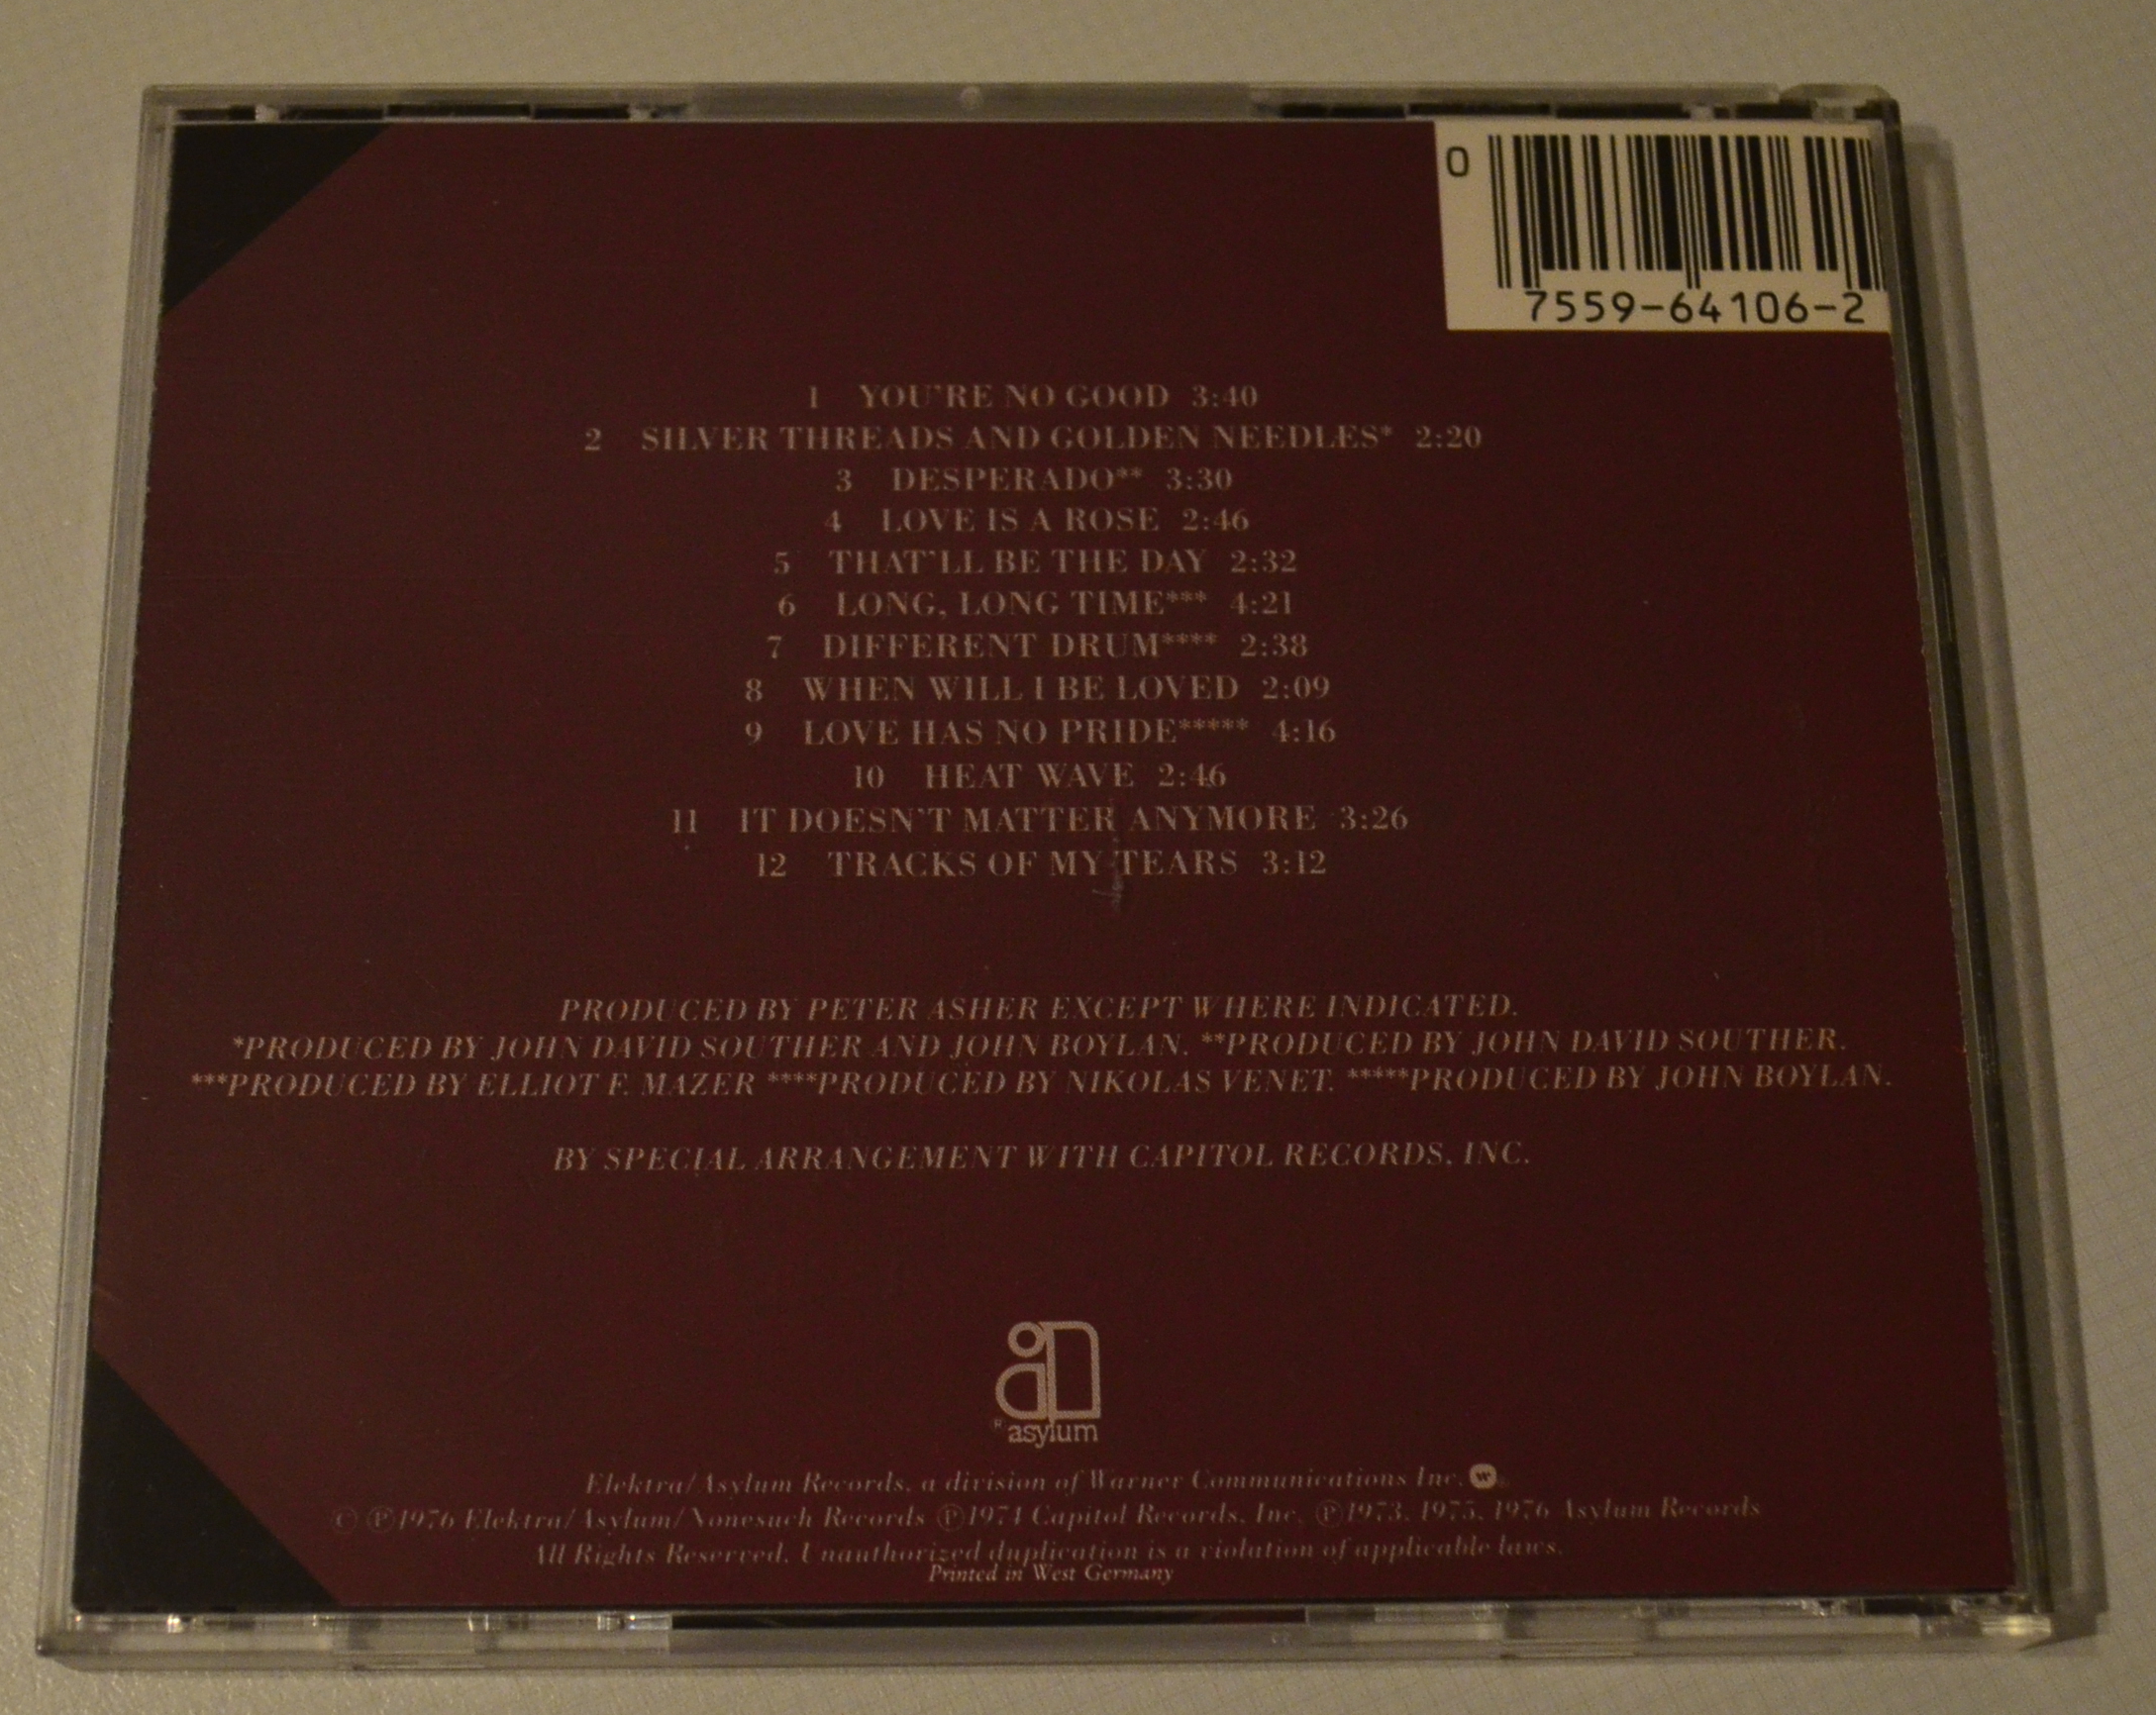 0
7559-64106-2
1 YOU'RE NO GOOD 3:40
2 SILVER THREADS AND GOLDEN NEEDLES* 2:20
3 DESPERADO** 3:30
4 LOVE IS A ROSE 2:46
5 THAT'LL BE THE DAY 2:32
6 LONG, LONG TIME*** 4:21
7 DIFFERENT DRUM**** 2:38
8 WHEN WILL I BE LOVED 2:09
9 LOVE HAS NO PRIDE***** 4:16
10 HEAT WAVE 2:46
11 IT DOESN'T MATTER ANYMORE 3:26
12 TRACKS OF MY TEARS 3:12
PRODUCED BY PETER ASHER EXCEPT WHERE INDICATED.
*PRODUCED BY JOHN DAVID SOUTHER AND JOHN BOYLAN. **PRODUCED BY JOHN DAVID SOUTHER.
***PRODUCED BY ELLIOT F. MAZER ****PRODUCED BY NIKOLAS VENET. *****PRODUCED BY JOHN BOYLAN.
BY SPECIAL ARRANGEMENT WITH CAPITOL RECORDS, INC.
® asylum
Elektra/Asylum Records, a division of Warner Communications Inc. W ®
© ℗1976 Elektra/Asylum/Nonesuch Records ℗1974 Capitol Records, Inc. ℗1973, 1975, 1976 Asylum Records
All Rights Reserved. Unauthorized duplication is a violation of applicable laws.
Printed in West Germany